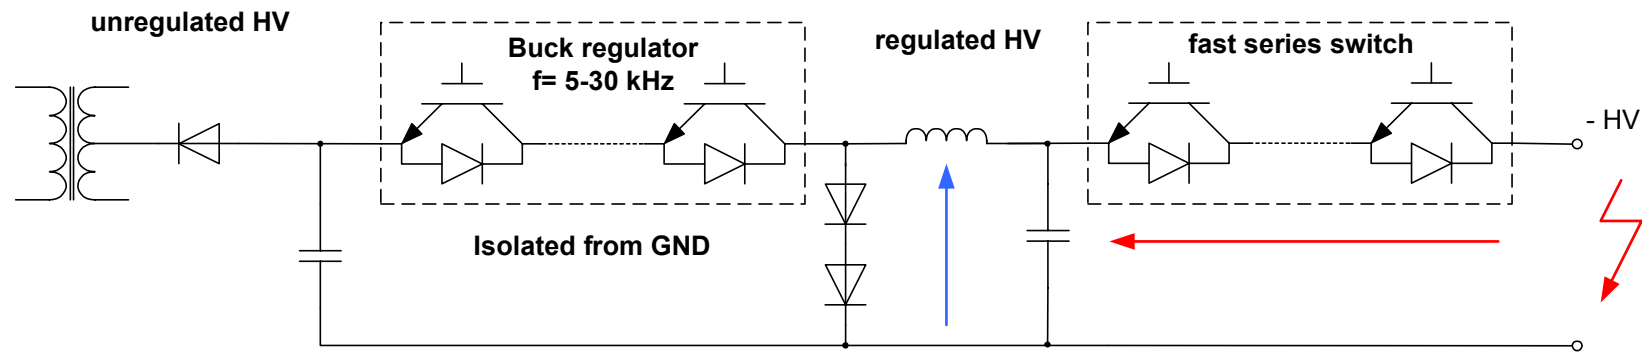 unregulated HV
Buck regulator
f= 5-30 kHz
regulated HV
fast series switch
- HV
Isolated from GND